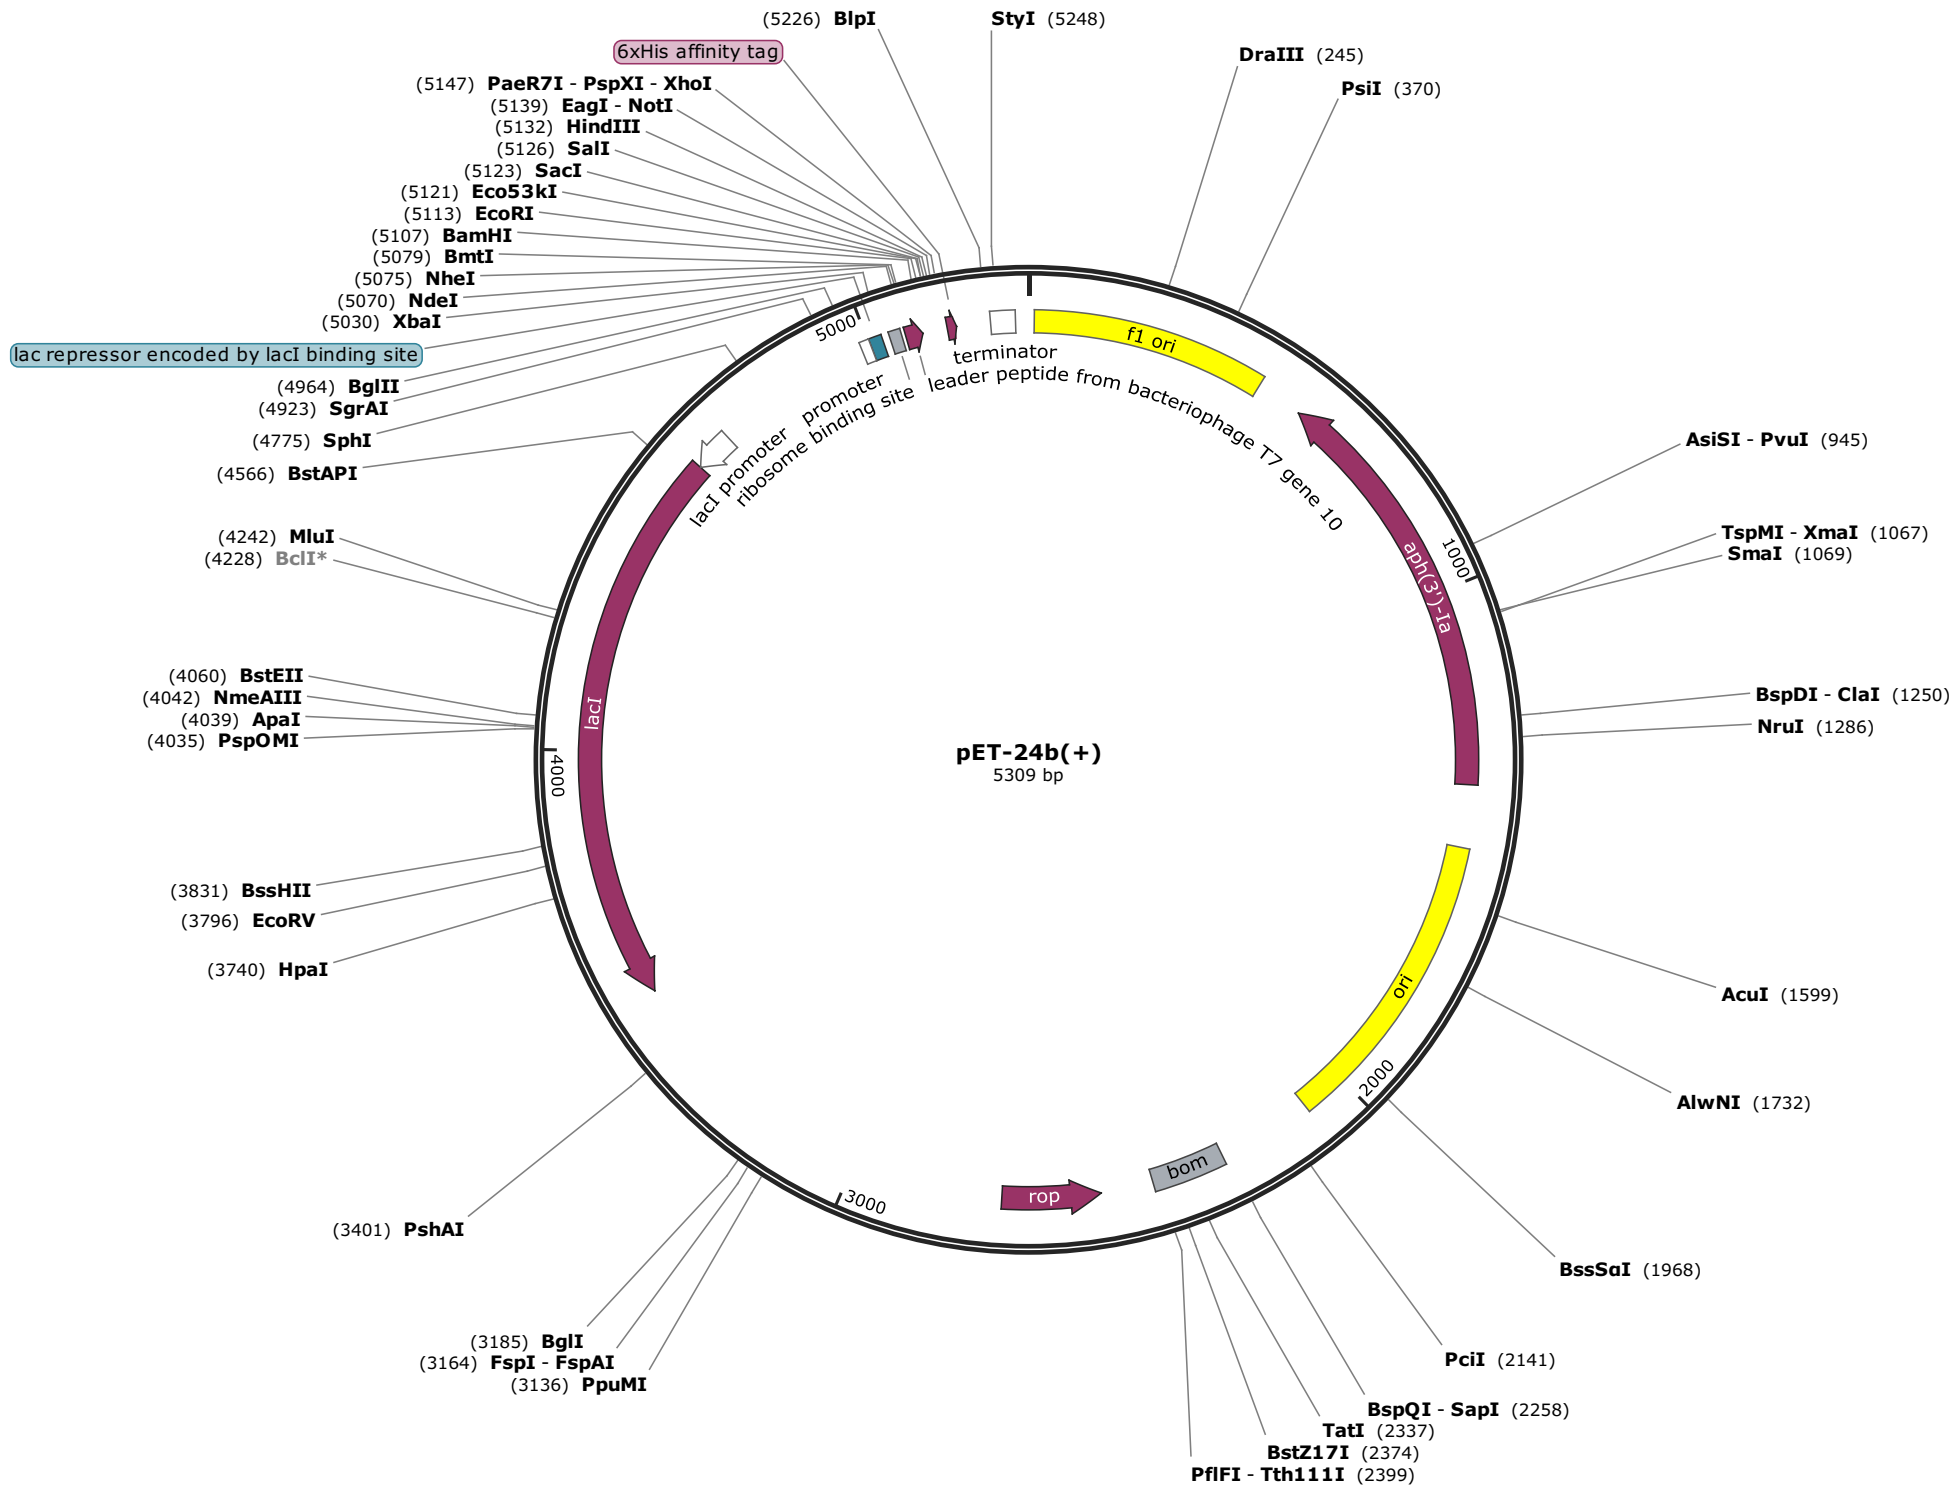 (5226) BlpI
StyI (5248)
6xHis affinity tag
DraIII (245)
(5147) PaeR7I - PspXI - XhoI
PsiI (370)
(5139) EagI - NotI
(5132) HindIII
(5126) SalI
(5123) SacI
(5121) Eco53kI
(5113) EcoRI
(5107) BamHI
(5079) BmtI
(5075) NheI
(5070) NdeI
(5030) XbaI
lac repressor encoded by lacI binding site
(4964) BglII
(4923) SgrAI
(4775) SphI
(4566) BstAPI
(4242) MluI
(4228) BclI*
(4060) BstEII
(4042) NmeAIII
(4039) ApaI
(4035) PspOMI
(3831) BssHII
(3796) EcoRV
(3740) HpaI
(3401) PshAI
(3185) BglI
(3164) FspI - FspAI
(3136) PpuMI
AsiSI - PvuI (945)
TspMI - XmaI (1067)
SmaI (1069)
BspDI - ClaI (1250)
NruI (1286)
AcuI (1599)
AlwNI (1732)
BssSαI (1968)
PciI (2141)
BspQI - SapI (2258)
TatI (2337)
BstZ17I (2374)
PflFI - Tth111I (2399)
5000
f1 ori
terminator
leader peptide from bacteriophage T7 gene 10
promoter
ribosome binding site
lacI promoter
1000
aph(3')-Ia
lacI
pET-24b(+)
5309 bp
4000
ori
2000
bom
rop
3000